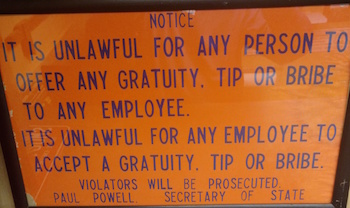 NOTICE
IT IS UNLAWFUL FOR ANY PERSON TO
OFFER ANY GRATUITY, TIP OR BRIBE
TO ANY EMPLOYEE.
IT IS UNLAWFUL FOR ANY EMPLOYEE TO
ACCEPT A GRATUITY, TIP OR BRIBE.
VIOLATORS WILL BE PROSECUTED
PAUL POWELL, SECRETARY OF STATE